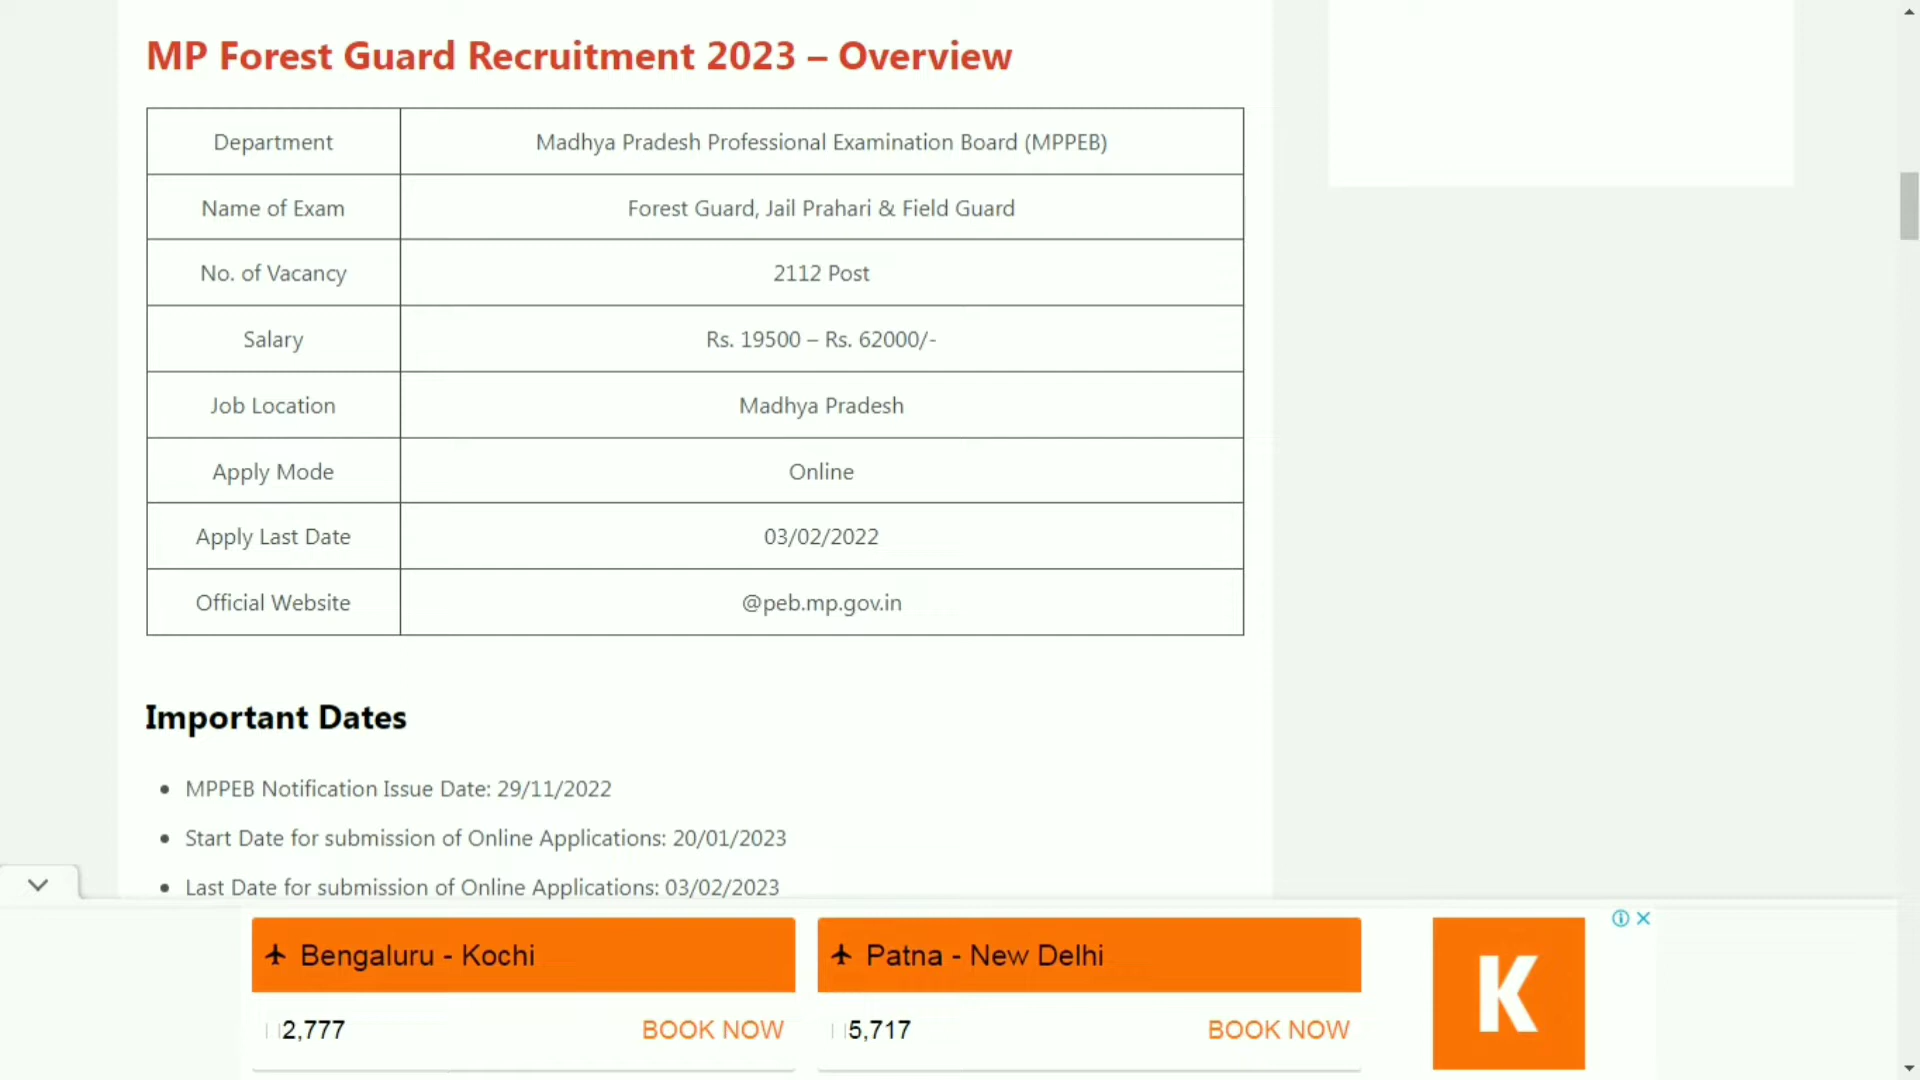 MP Forest Guard Recruitment 2023 – Overview
Department Madhya Pradesh Professional Examination Board (MPPEB)
Name of Exam Forest Guard, Jail Prahari & Field Guard
No. of Vacancy 2112 Post
Salary Rs. 19500 – Rs. 62000/-
Job Location Madhya Pradesh
Apply Mode Online
Apply Last Date 03/02/2022
Official Website @peb.mp.gov.in
Important Dates
• MPPEB Notification Issue Date: 29/11/2022
• Start Date for submission of Online Applications: 20/01/2023
• Last Date for submission of Online Applications: 03/02/2023
Bengaluru - Kochi
2,777 BOOK NOW
Patna - New Delhi
5,717 BOOK NOW
K